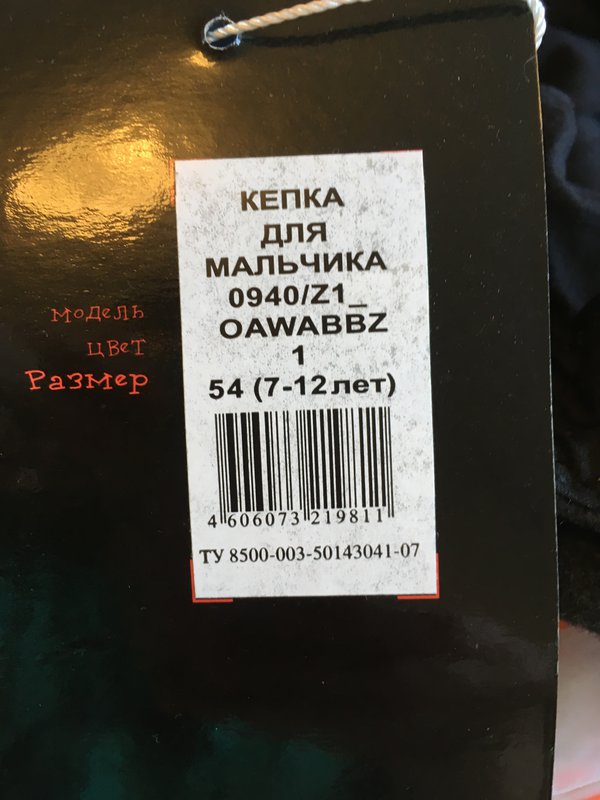 КЕПКА
ДЛЯ
МАЛЬЧИКА
0940/Z1_
OAWABBZ
1
54 (7-12лет)
модель
цвет
Размер
4 606073 219811
ТУ 8500-003-50143041-07